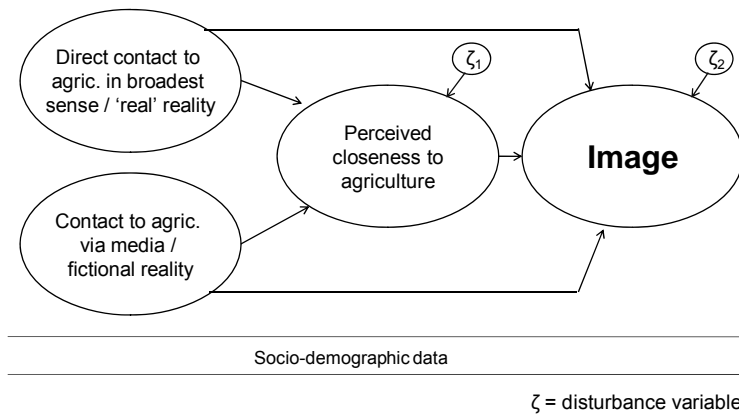 Direct contact to
agric. in broadest
sense / ‘real’ reality
ζ1
ζ2
Perceived
closeness to
agriculture
Image
Contact to agric.
via media /
fictional reality
Socio-demographic data
ζ = disturbance variable